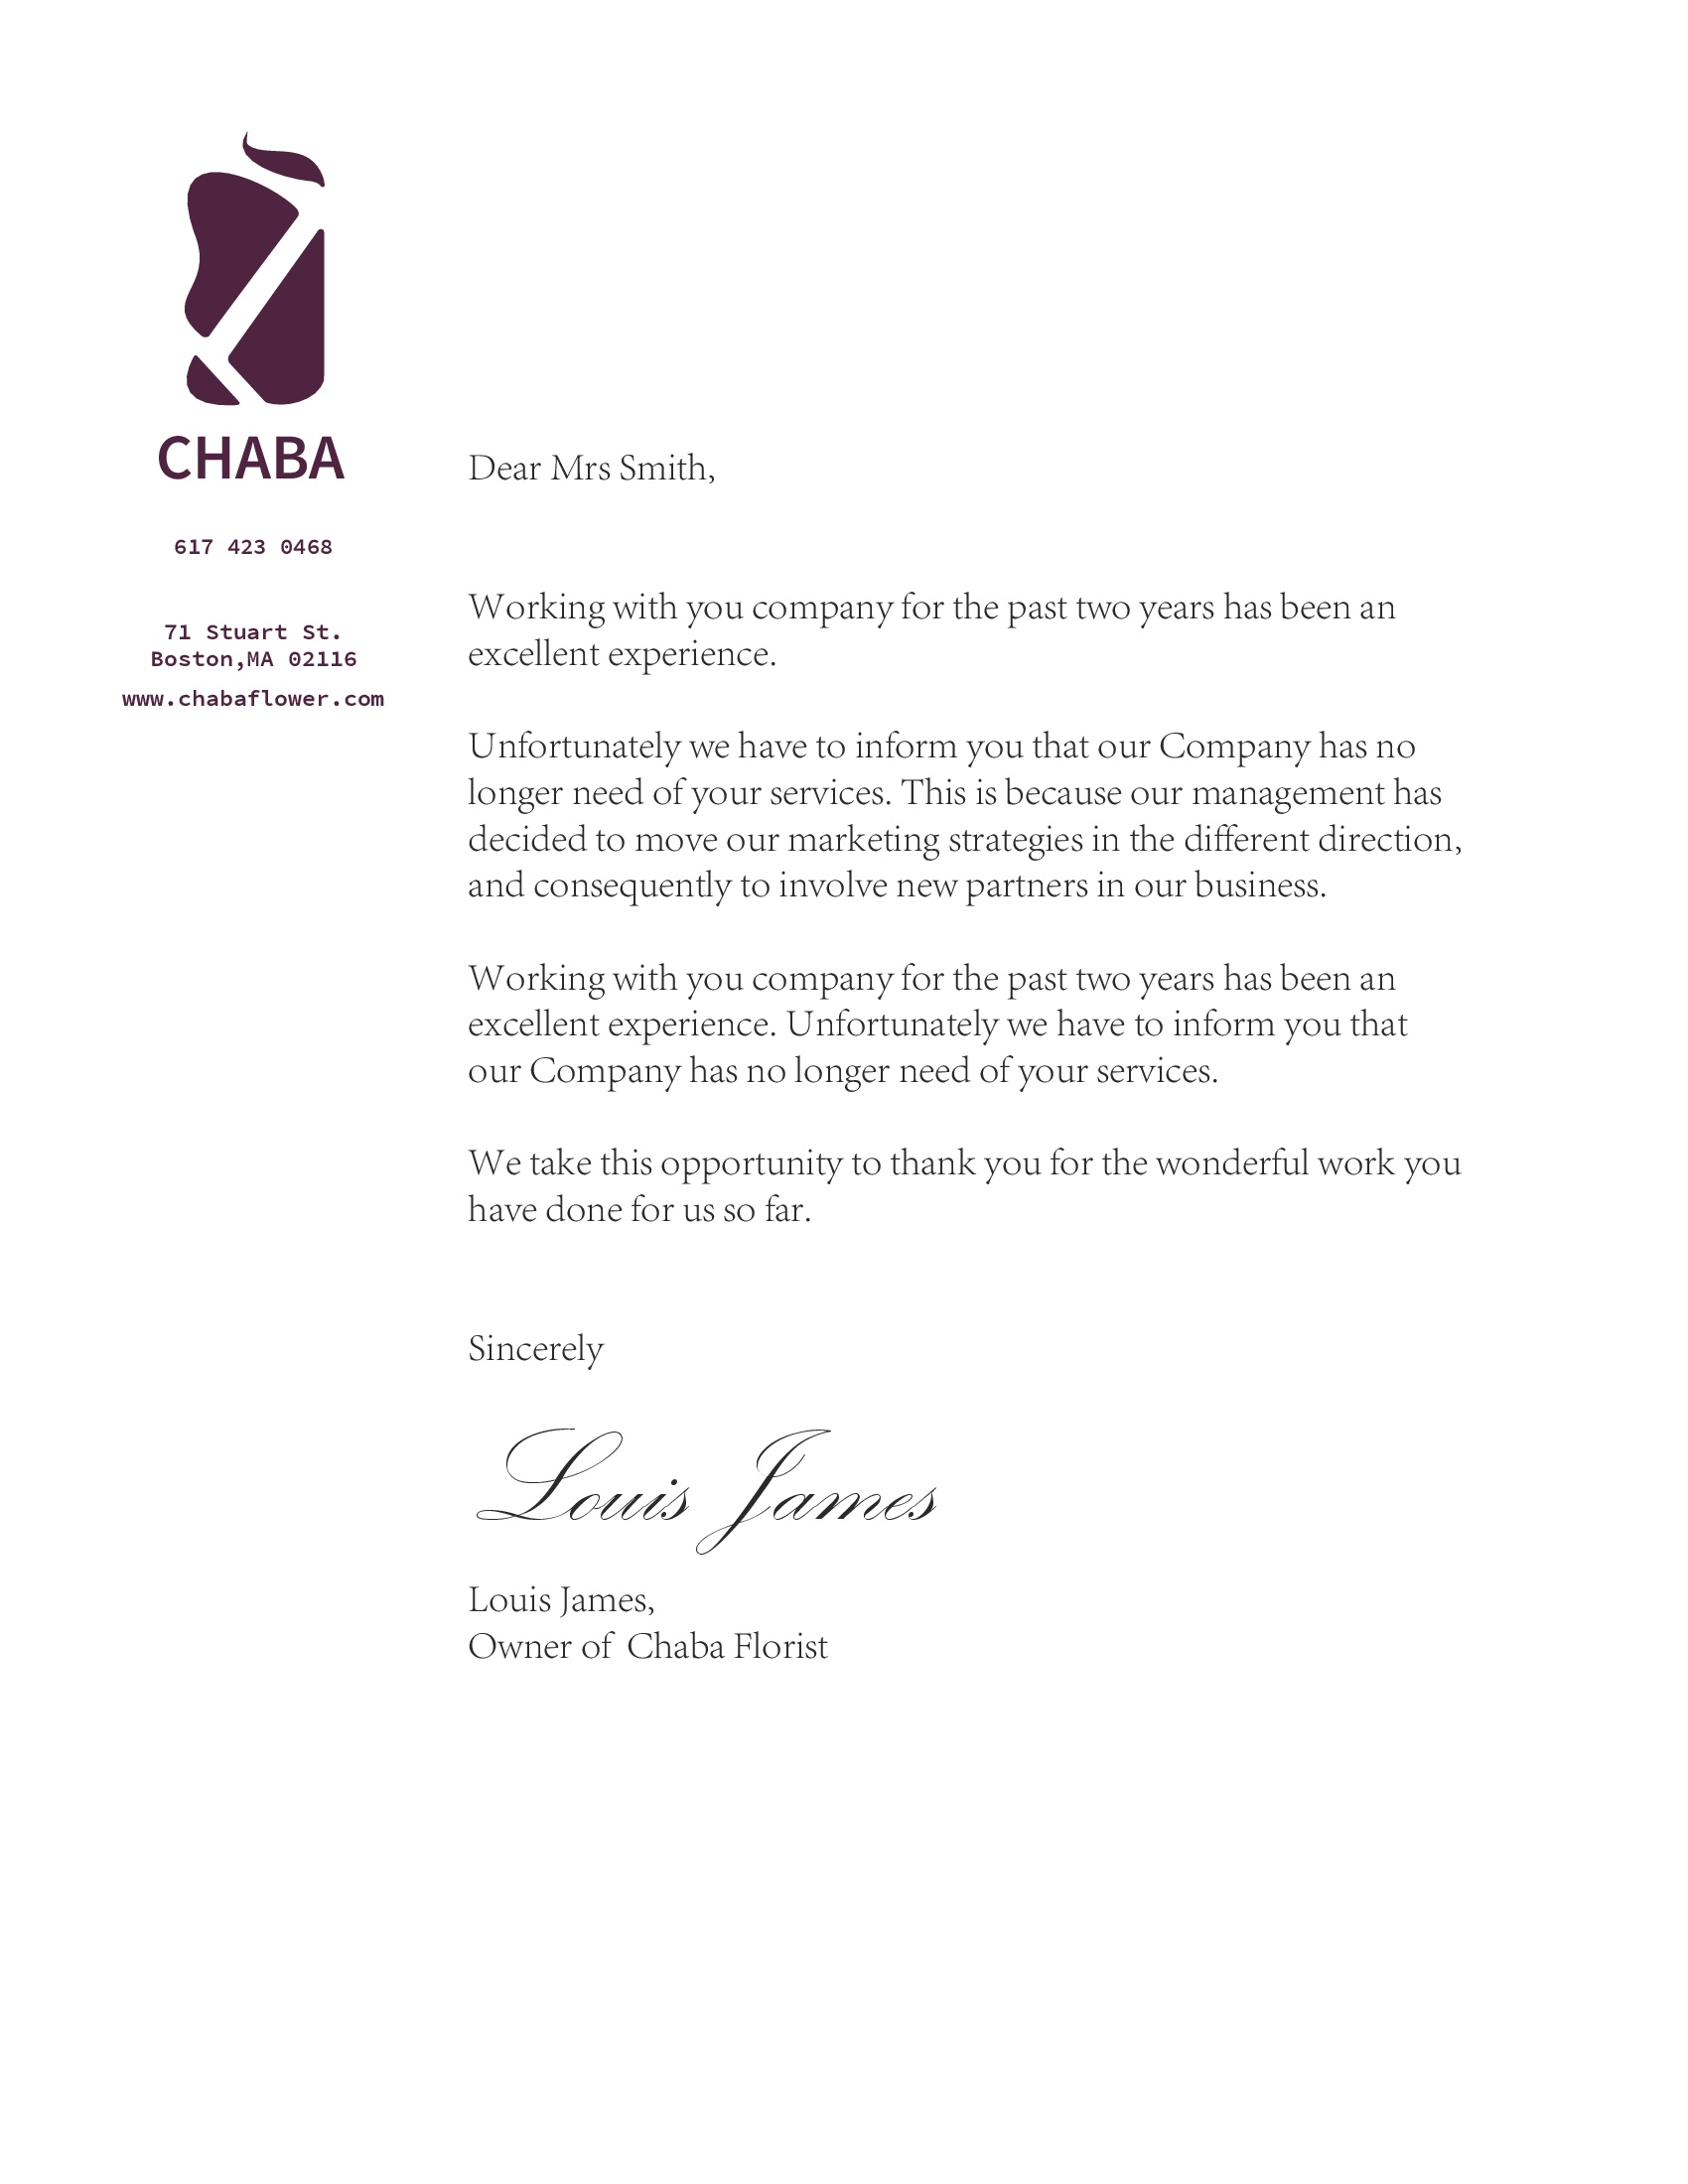 CHABA
617 423 0468
71 Stuart St.
Boston,MA 02116
www.chabaflower.com
Dear Mrs Smith,
Working with you company for the past two years has been an
excellent experience.
Unfortunately we have to inform you that our Company has no
longer need of your services. This is because our management has
decided to move our marketing strategies in the different direction,
and consequently to involve new partners in our business.
Working with you company for the past two years has been an
excellent experience. Unfortunately we have to inform you that
our Company has no longer need of your services.
We take this opportunity to thank you for the wonderful work you
have done for us so far.
Sincerely
Louis James
Louis James,
Owner of Chaba Florist